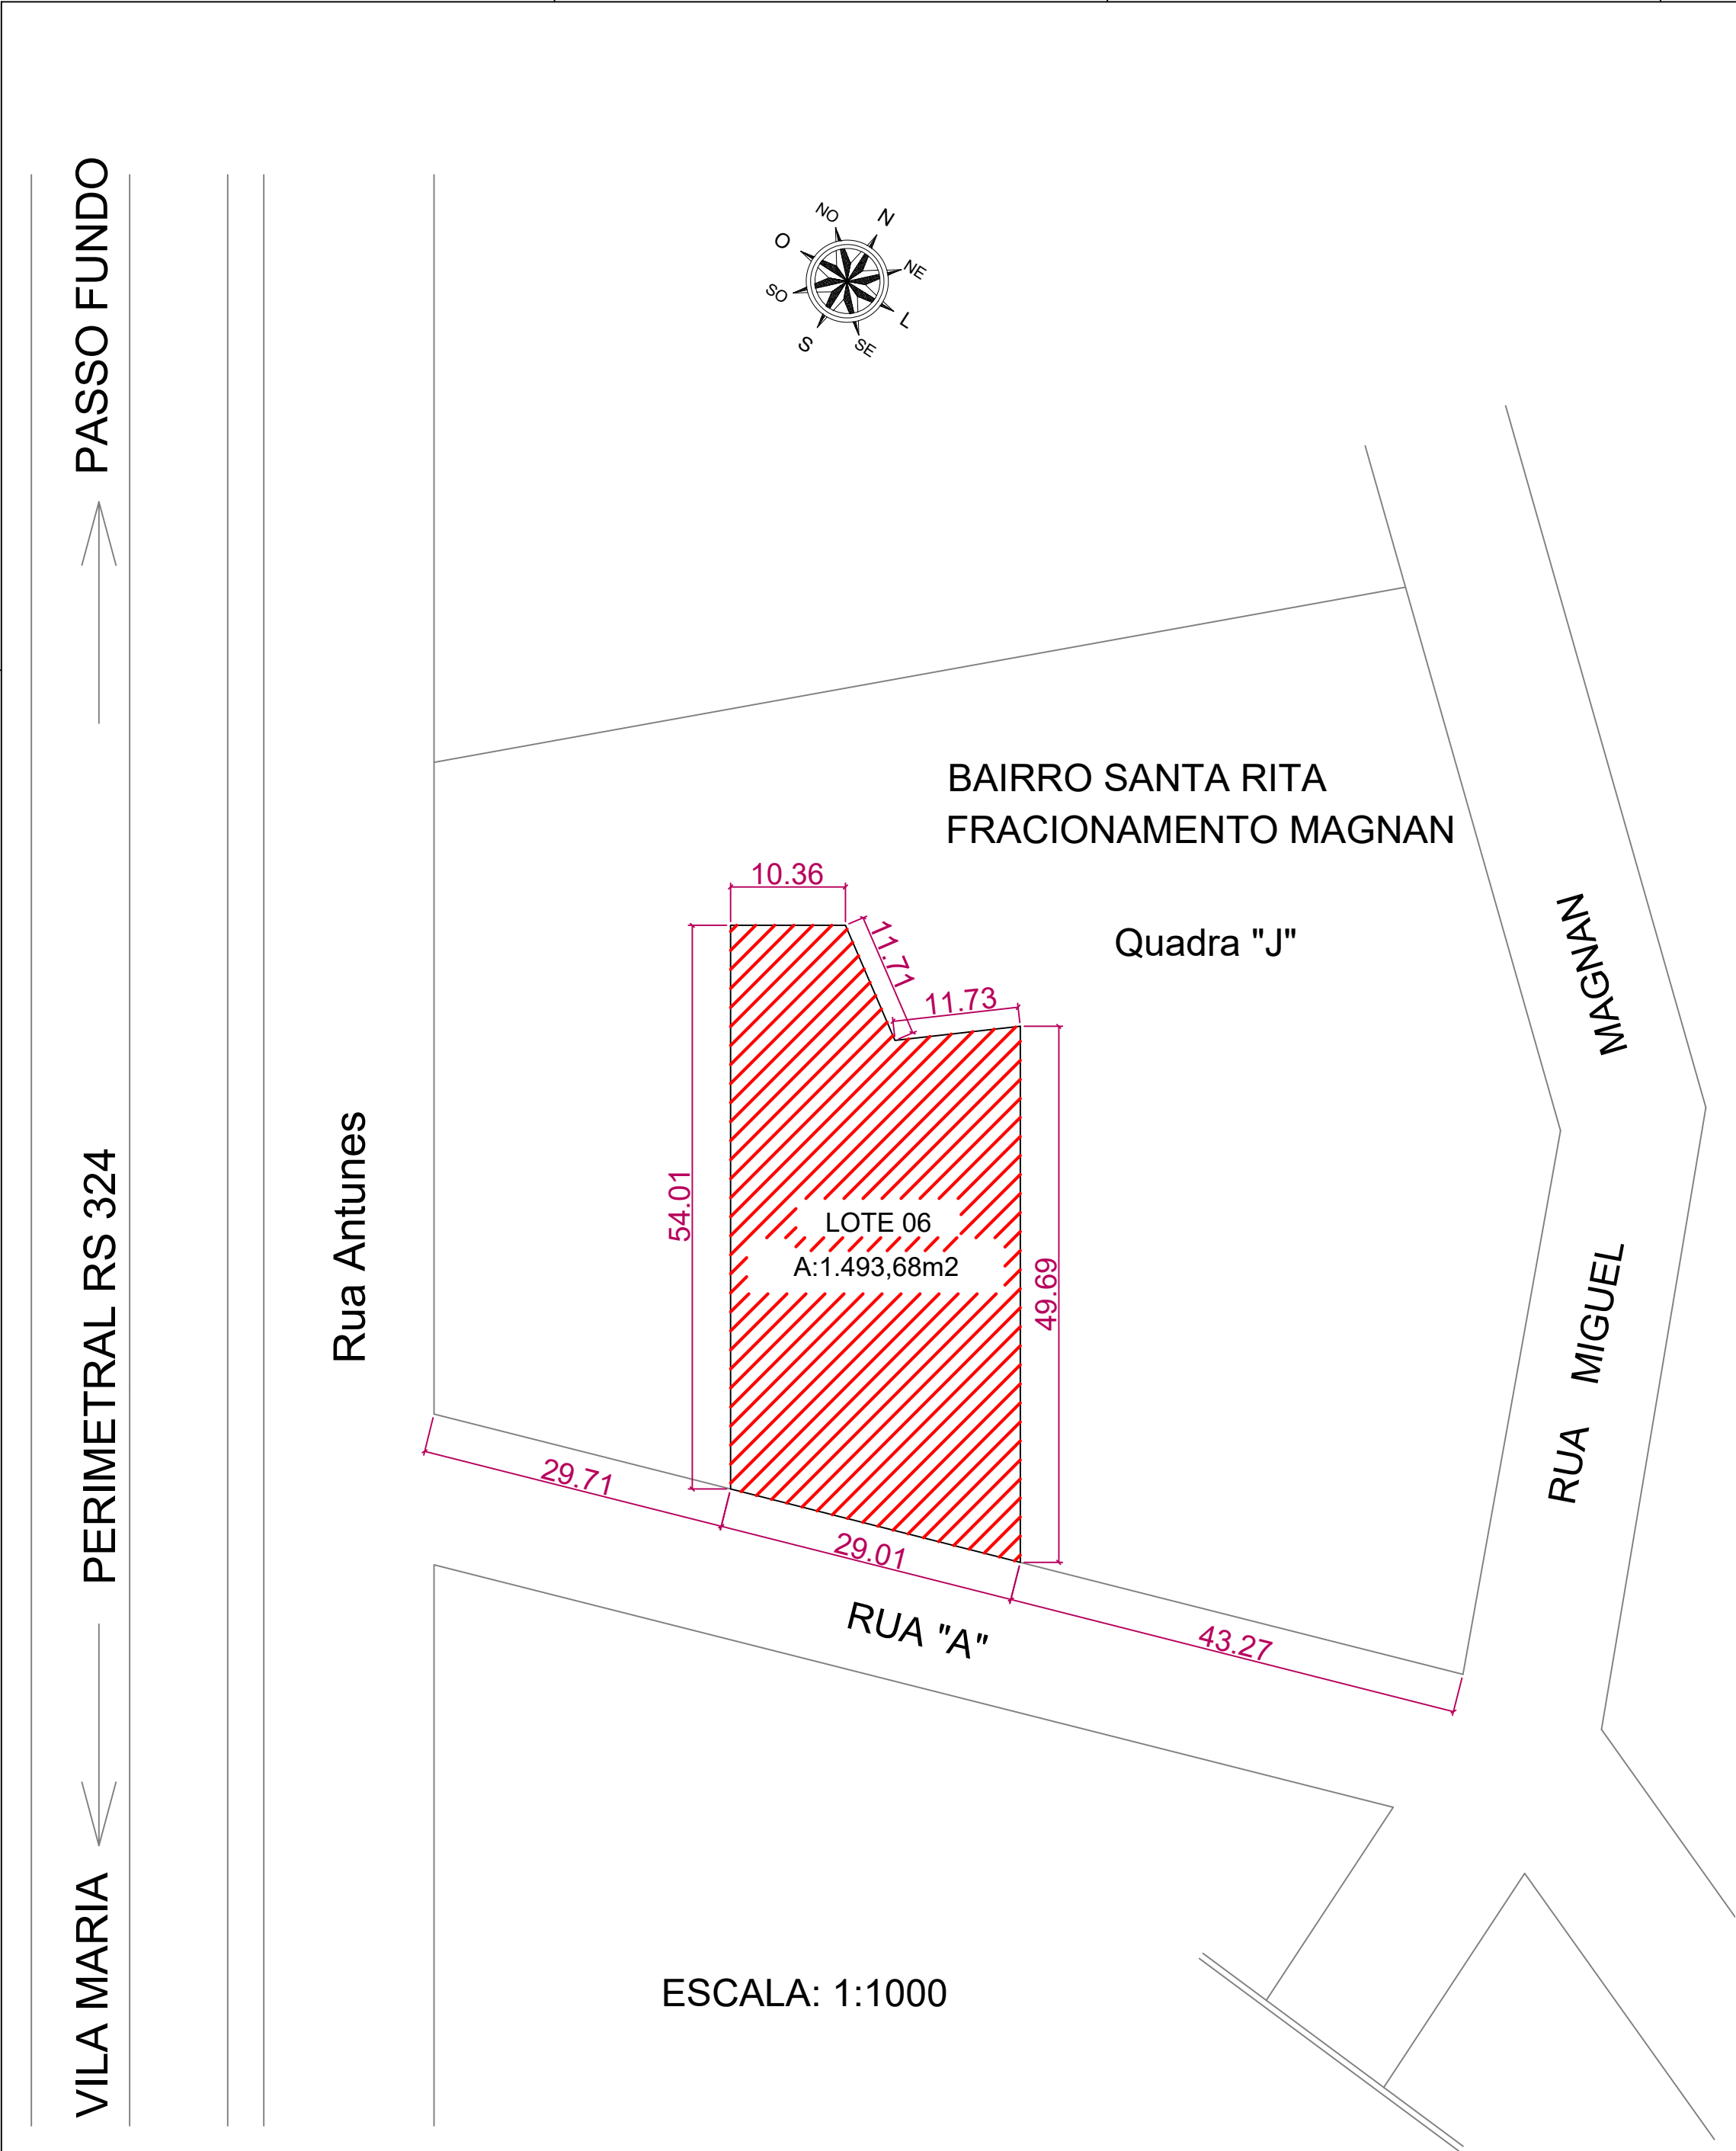 PASSO FUNDO
NO
N
O
NE
SO
L
S
SE
BAIRRO SANTA RITA
FRACIONAMENTO MAGNAN
10.36
11.71
Quadra "J"
11.73
MAGNAN
Rua Antunes
PERIMETRAL RS 324
54.01
LOTE 06
A:1.493,68m2
49.69
RUA MIGUEL
29.71
29.01
RUA "A"
43.27
VILA MARIA
ESCALA: 1:1000